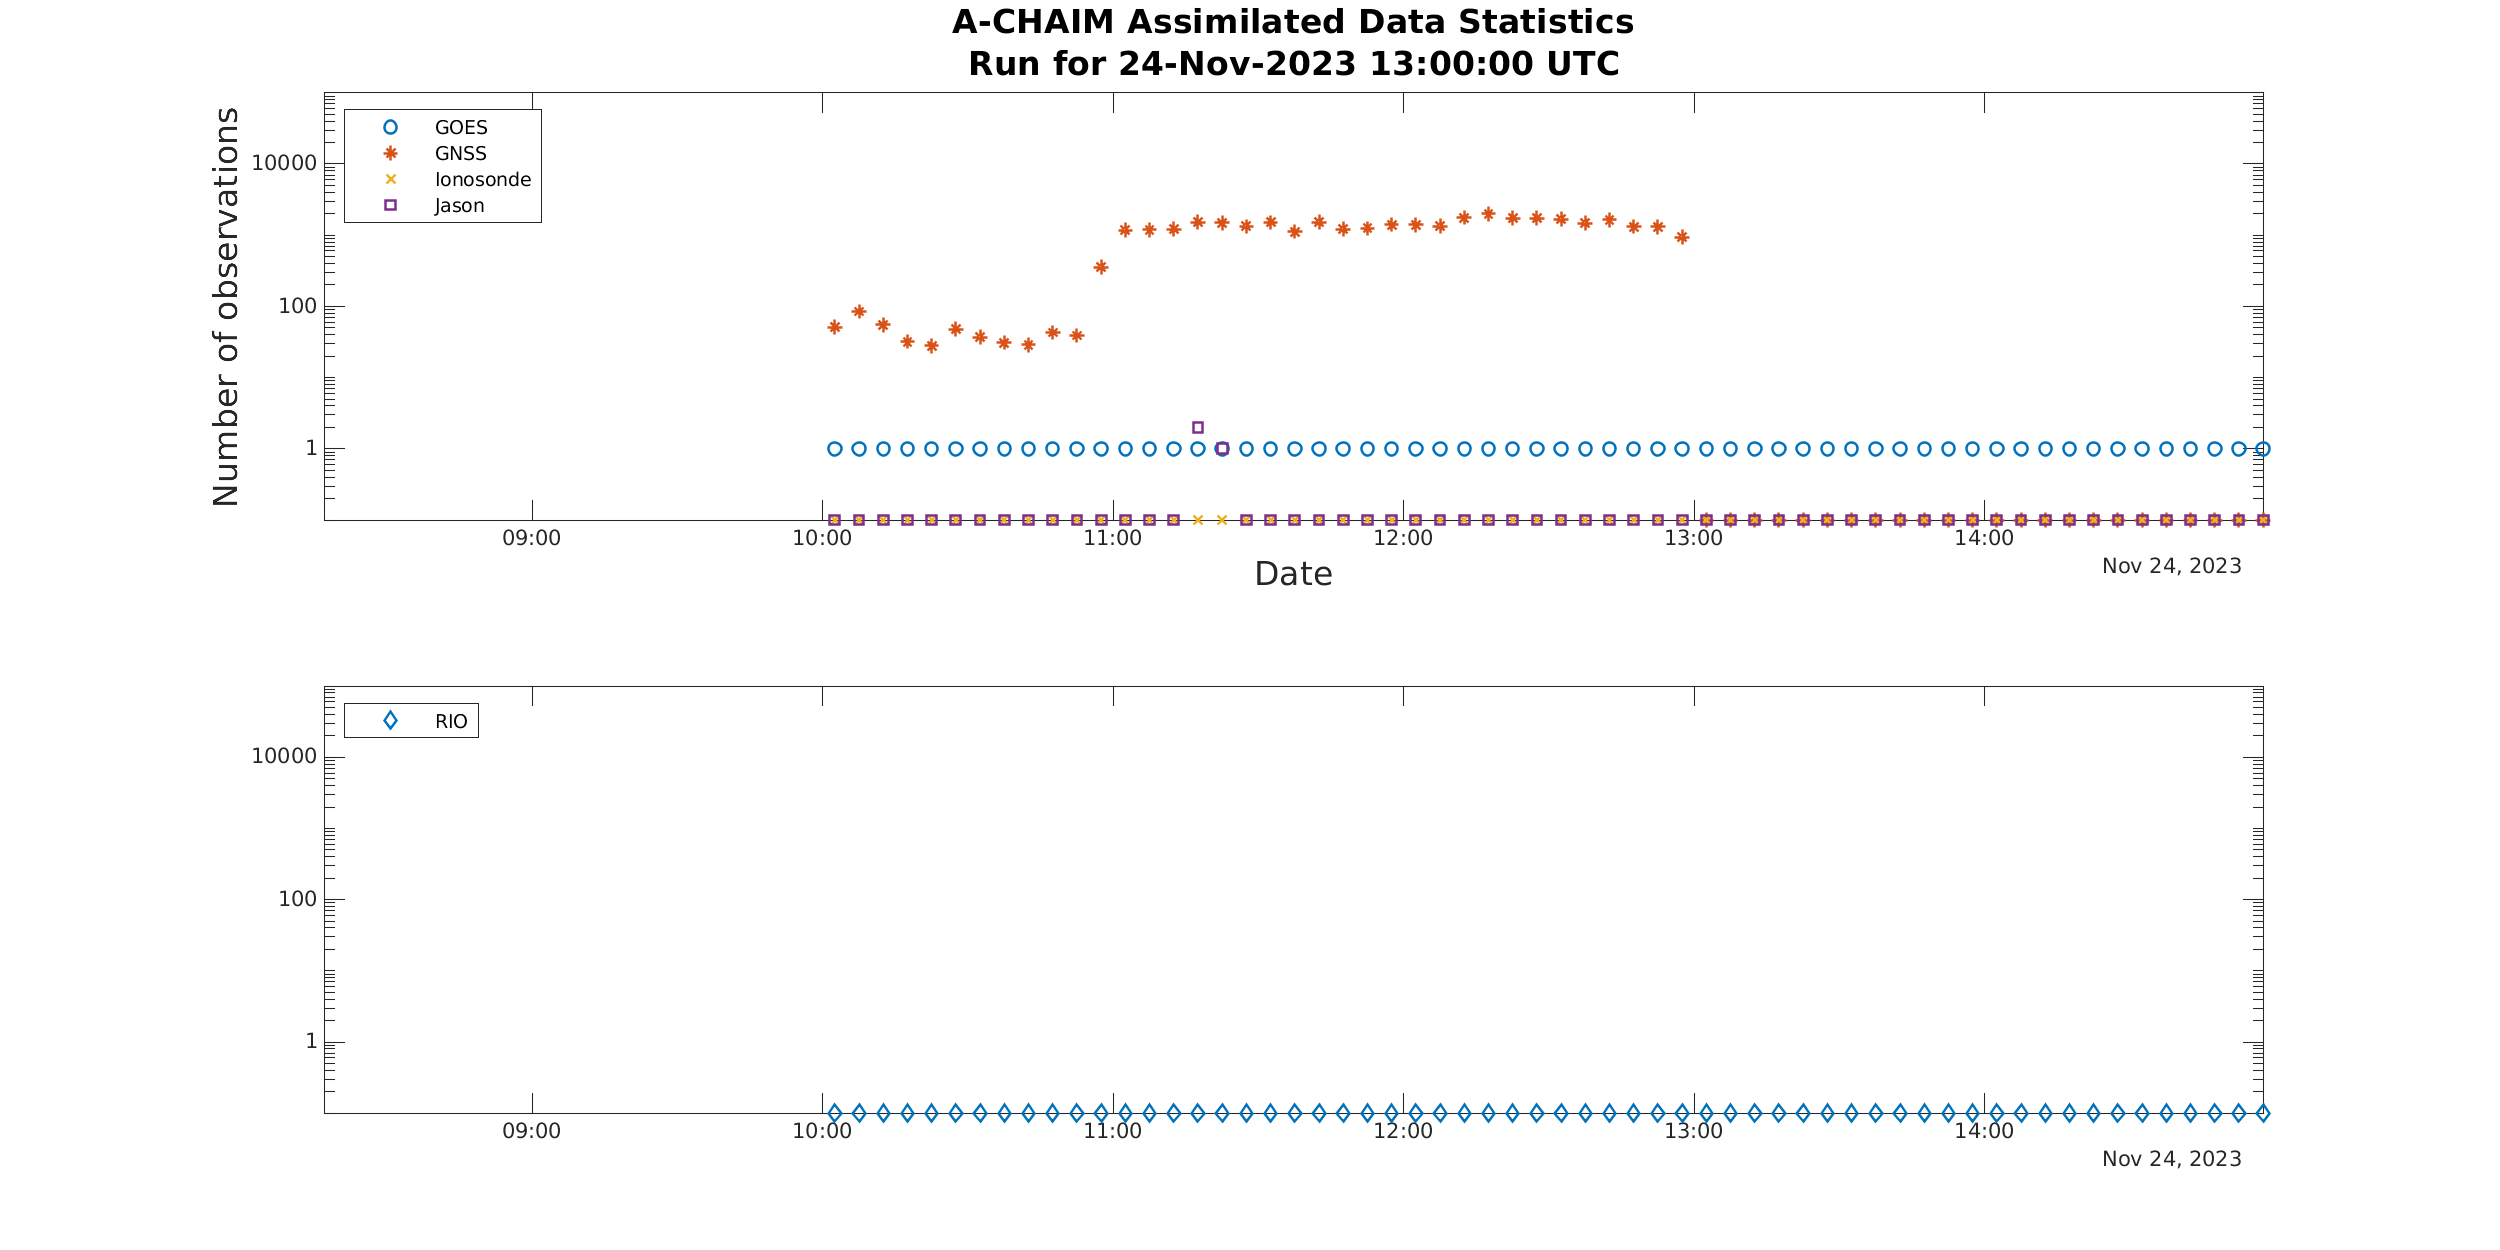 A-CHAIM Assimilated Data Statistics
Run for 24-Nov-2023 13:00:00 UTC
GOES
GNSS
Ionosonde
Jason
Number of observations
10000
100
1
09:00 10:00 11:00 12:00 13:00 14:00
Nov 24, 2023
Date
RIO
10000
100
1
09:00 10:00 11:00 12:00 13:00 14:00
Nov 24, 2023